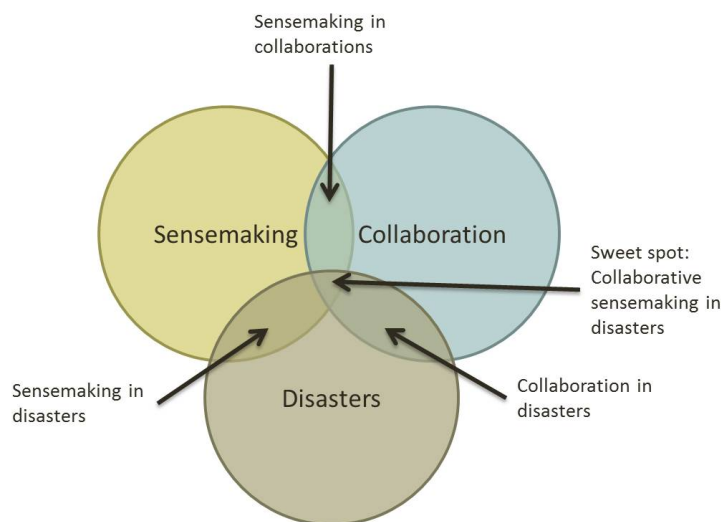 Sensemaking in
collaborations
Sensemaking
Collaboration
Sweet spot:
Collaborative
sensemaking in
disasters
Sensemaking in
disasters
Disasters
Collaboration in
disasters